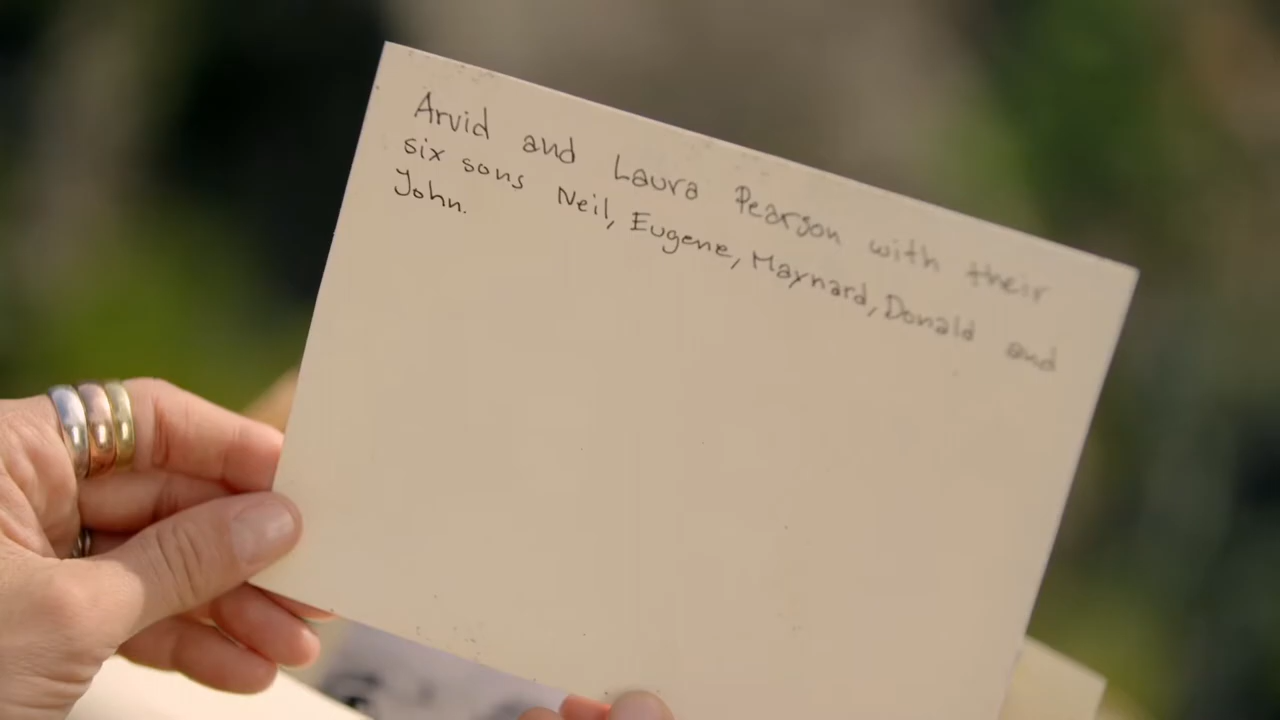 Arvid and Laura Pearson with their
six sons Neil, Eugene, Maynard, Donald and
John.